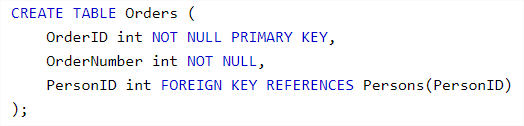 CREATE TABLE Orders (
    OrderID int NOT NULL PRIMARY KEY,
    OrderNumber int NOT NULL,
    PersonID int FOREIGN KEY REFERENCES Persons(PersonID)
);